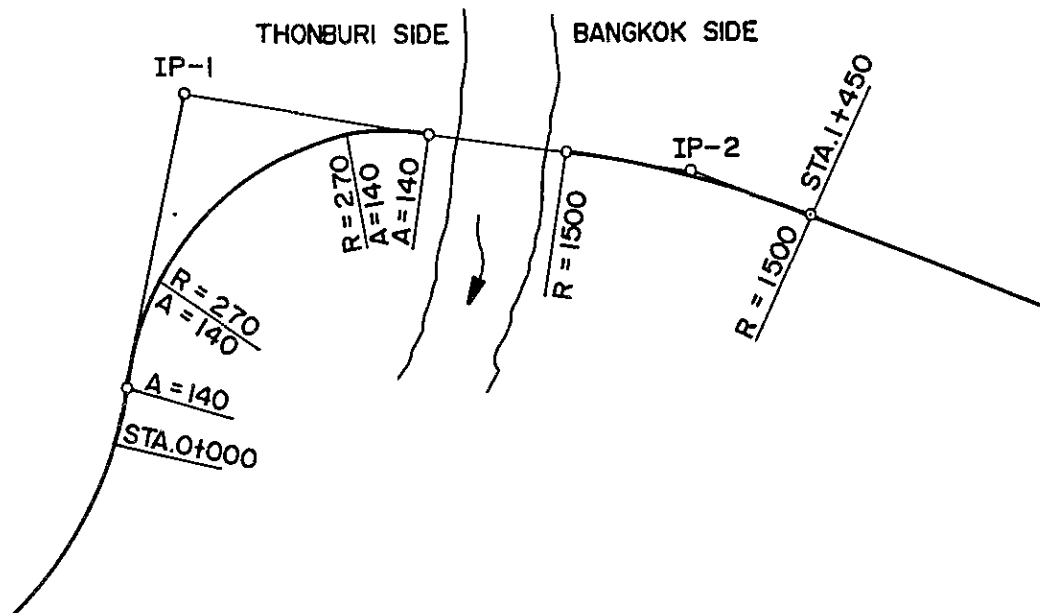 THONBURI SIDE
BANGKOK SIDE
IP-1
STA.1+450
IP-2
R=270
A=140
A=140
R=1500
R=1500
R=270
A=140
A=140
STA.0+000